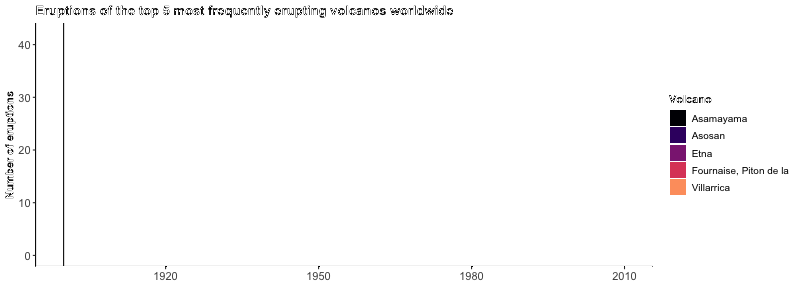 Eruptions of the top 5 most frequently erupting volcanos worldwide
Number of eruptions
40
30
20
10
0
1920
1950
1980
2010
Volcano
Asamayama
Asosan
Etna
Fournaise, Piton de la
Villarrica